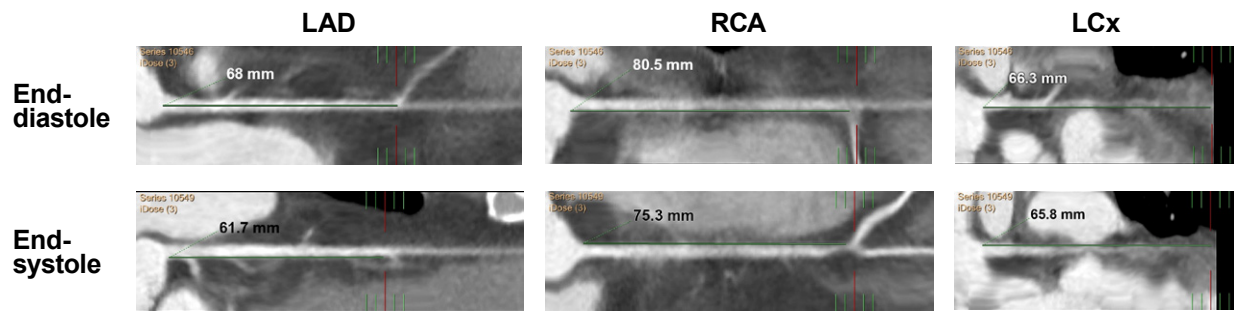 LAD RCA LCx
End-
diastole
Series 10546
iDose (3)
68 mm
Series 10546
iDose (3)
80.5 mm
Series 10546
iDose (3)
66.3 mm
End-
systole
Series 10549
iDose (3)
61.7 mm
Series 10549
iDose (3)
75.3 mm
Series 10549
iDose (3)
65.8 mm